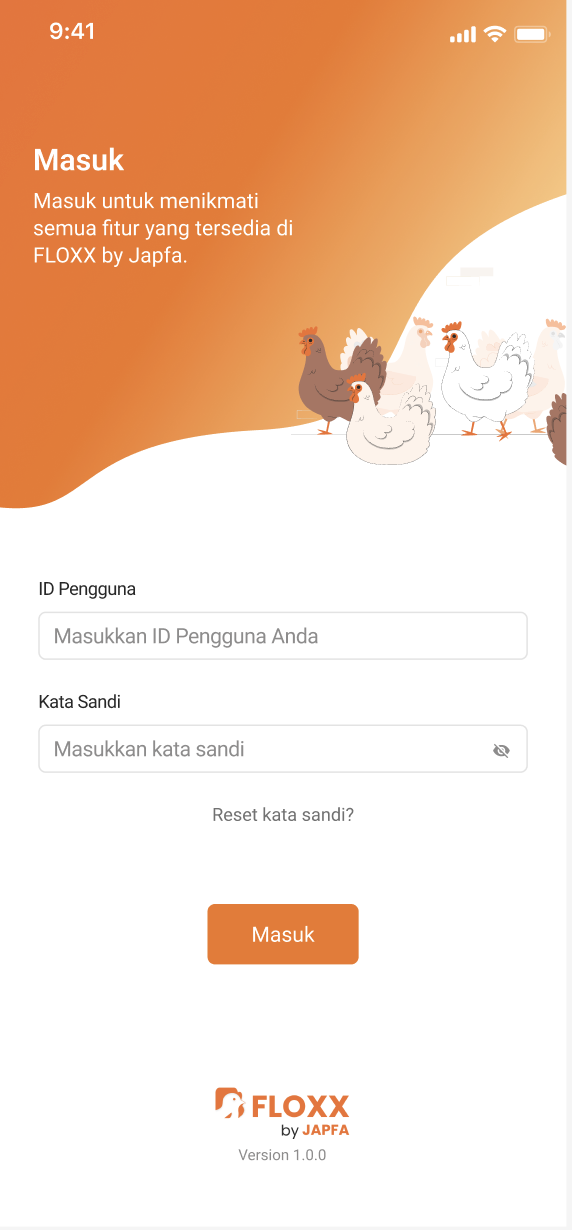 9:41
Masuk
Masuk untuk menikmati
semua fitur yang tersedia di
FLOXX by Japfa.
ID Pengguna
Masukkan ID Pengguna Anda
Kata Sandi
Masukkan kata sandi
Reset kata sandi?
Masuk
FLOXX
by JAPFA
Version 1.0.0